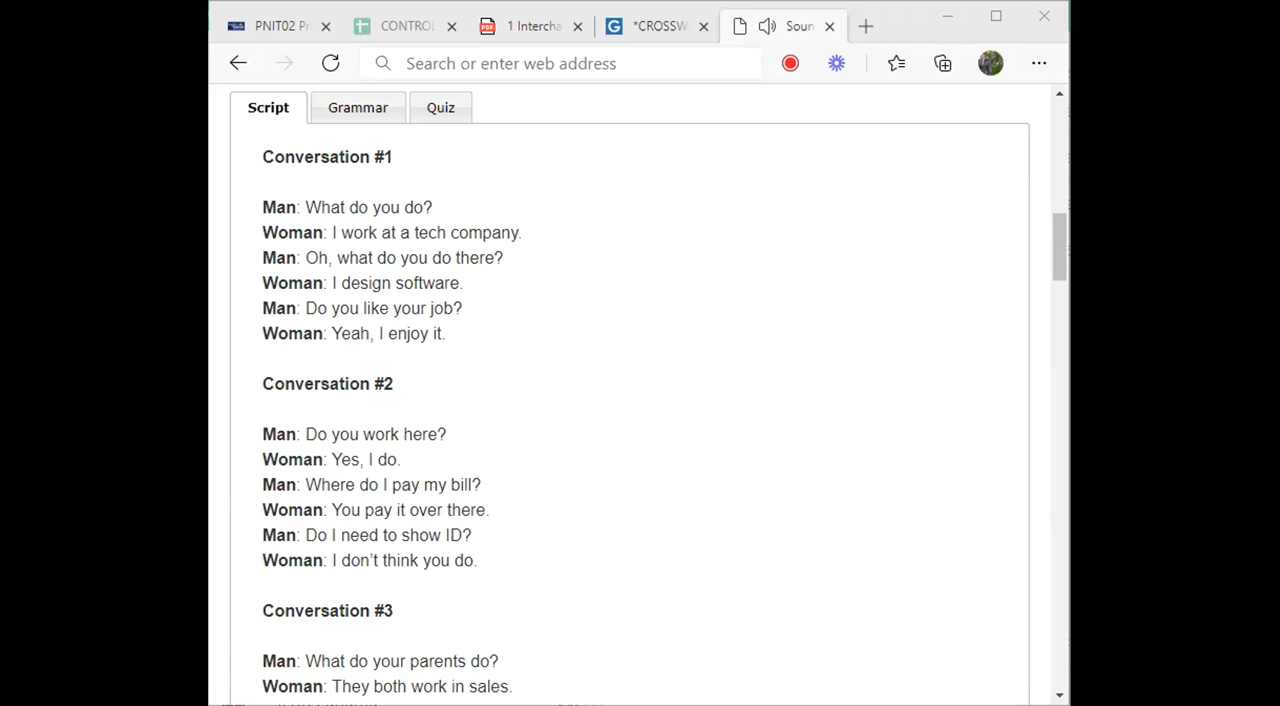 PNIT02 Pr
CONTROL
1 Intercha
*CROSSW
Soun
Search or enter web address
Script
Grammar
Quiz
Conversation #1
Man: What do you do?
Woman: I work at a tech company.
Man: Oh, what do you do there?
Woman: I design software.
Man: Do you like your job?
Woman: Yeah, I enjoy it.
Conversation #2
Man: Do you work here?
Woman: Yes, I do.
Man: Where do I pay my bill?
Woman: You pay it over there.
Man: Do I need to show ID?
Woman: I don’t think you do.
Conversation #3
Man: What do your parents do?
Woman: They both work in sales.